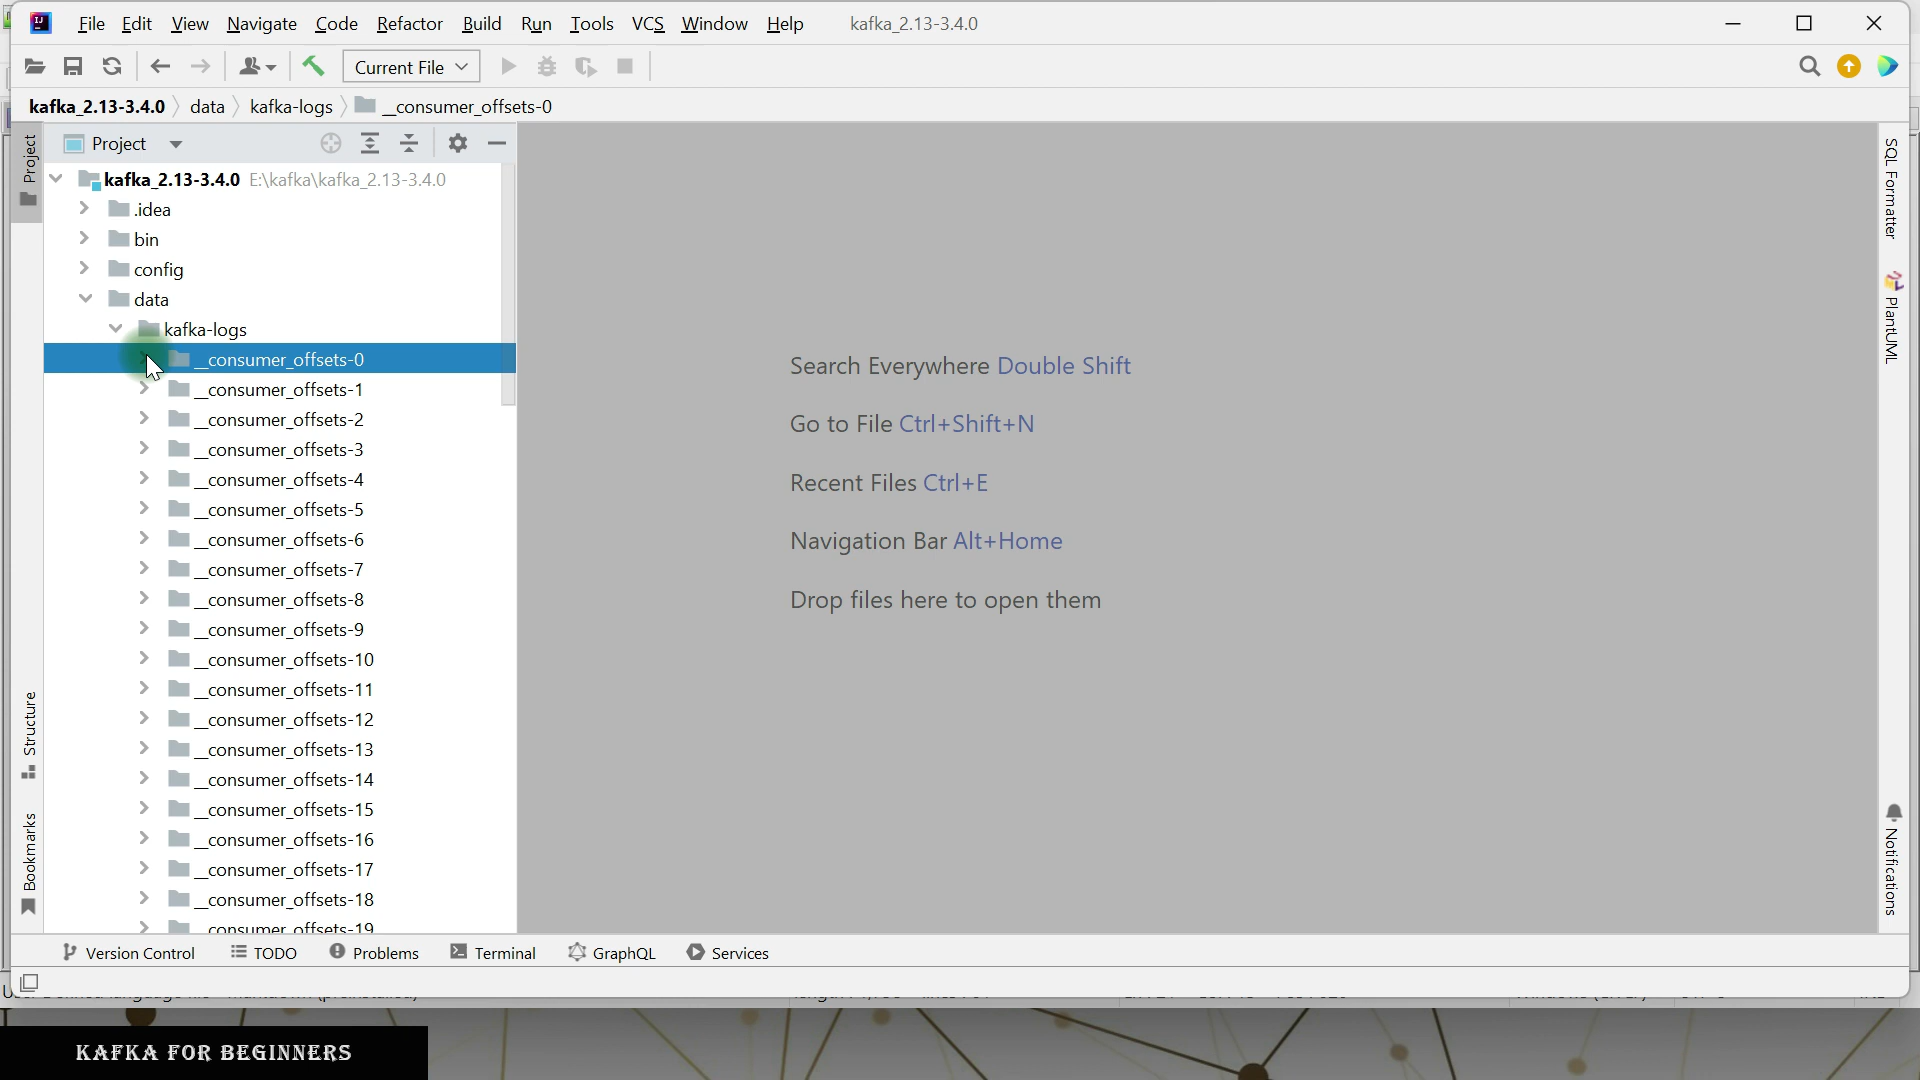 File Edit View Navigate Code Refactor Build Run Tools VCS Window Help kafka_2.13-3.4.0
Current File
kafka_2.13-3.4.0 data kafka-logs __consumer_offsets-0
Project
Project
kafka_2.13-3.4.0 E:\kafka\kafka_2.13-3.4.0
.idea
bin
config
data
kafka-logs
__consumer_offsets-0
__consumer_offsets-1
__consumer_offsets-2
__consumer_offsets-3
__consumer_offsets-4
__consumer_offsets-5
__consumer_offsets-6
__consumer_offsets-7
__consumer_offsets-8
__consumer_offsets-9
__consumer_offsets-10
__consumer_offsets-11
__consumer_offsets-12
__consumer_offsets-13
__consumer_offsets-14
__consumer_offsets-15
__consumer_offsets-16
__consumer_offsets-17
__consumer_offsets-18
__consumer_offsets-19
Structure
Bookmarks
Search Everywhere Double Shift
Go to File Ctrl+Shift+N
Recent Files Ctrl+E
Navigation Bar Alt+Home
Drop files here to open them
SQL Formatter
PlantUML
Notifications
Version Control TODO Problems Terminal GraphQL Services
KAFKA FOR BEGINNERS